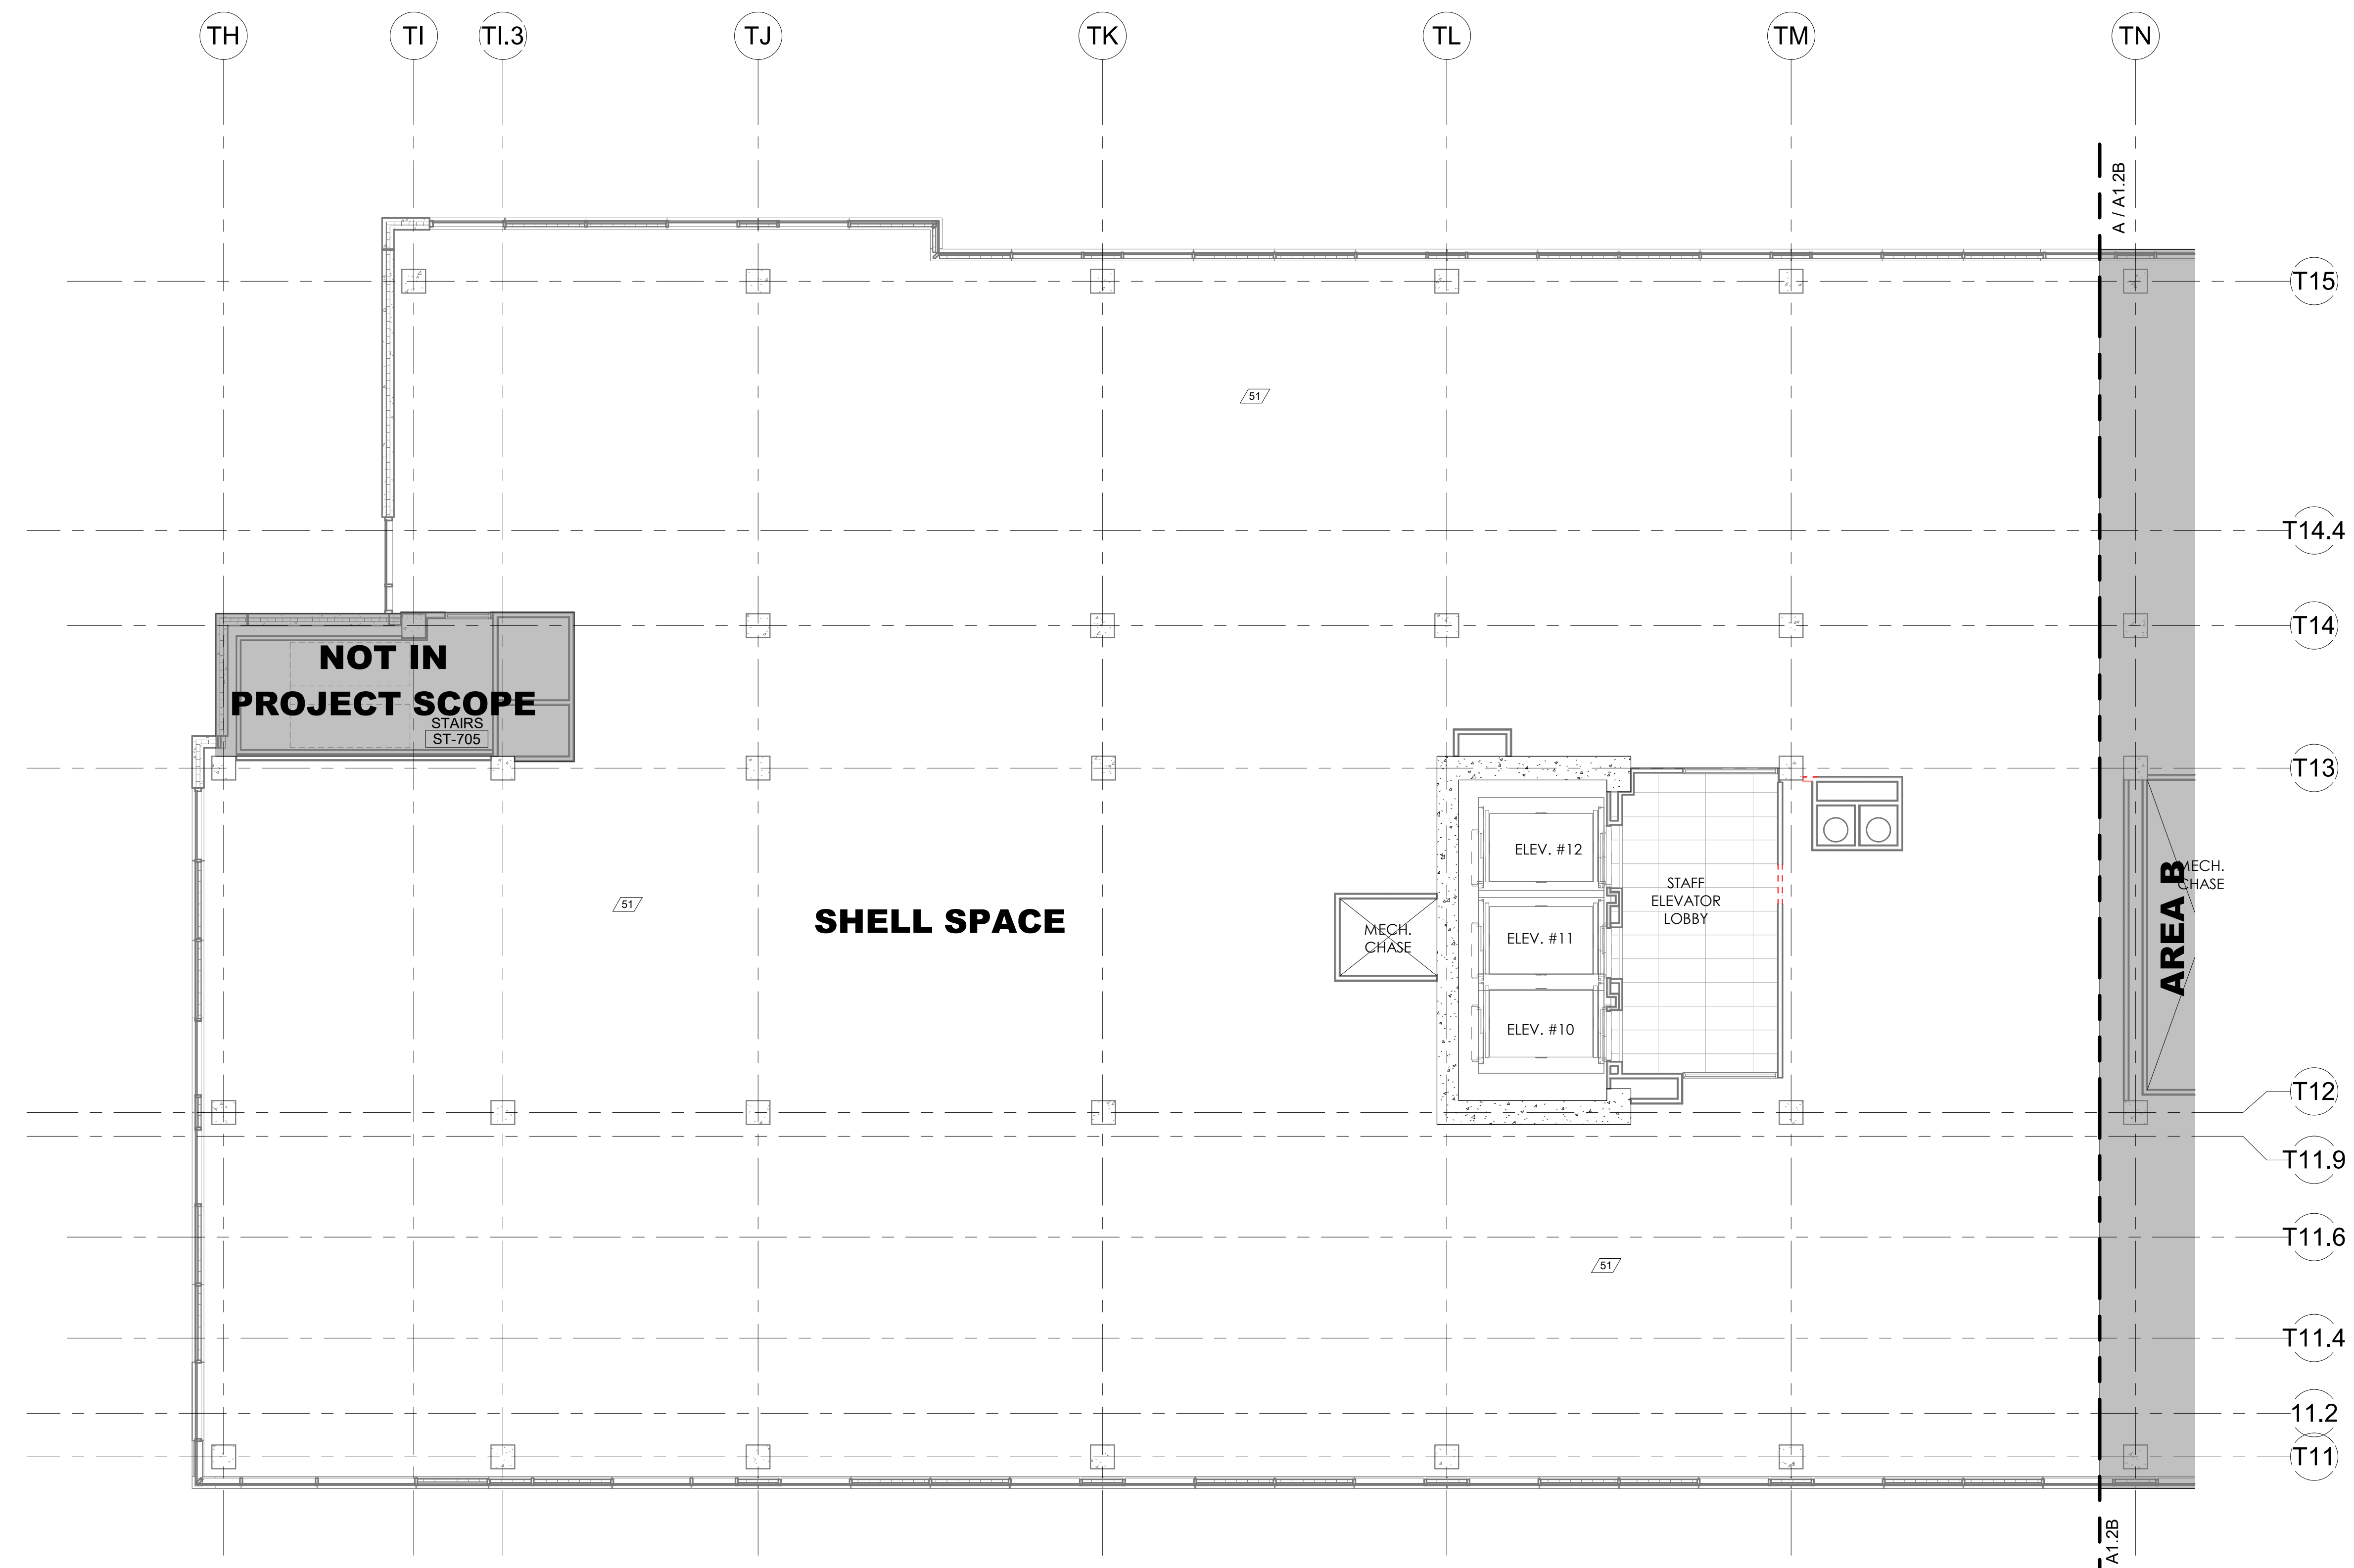 TH
TI
TI.3
TJ
TK
TL
TM
TN
A / A1.2B
T15
51
T14.4
T14
NOT IN
PROJECT SCOPE
STAIRS
ST-705
T13
ELEV. #12
STAFF
ELEVATOR
LOBBY
MECH.
CHASE
AREA B
51
SHELL SPACE
MECH.
CHASE
ELEV. #11
ELEV. #10
T12
T11.9
T11.6
51
T11.4
11.2
T11
A1.2B